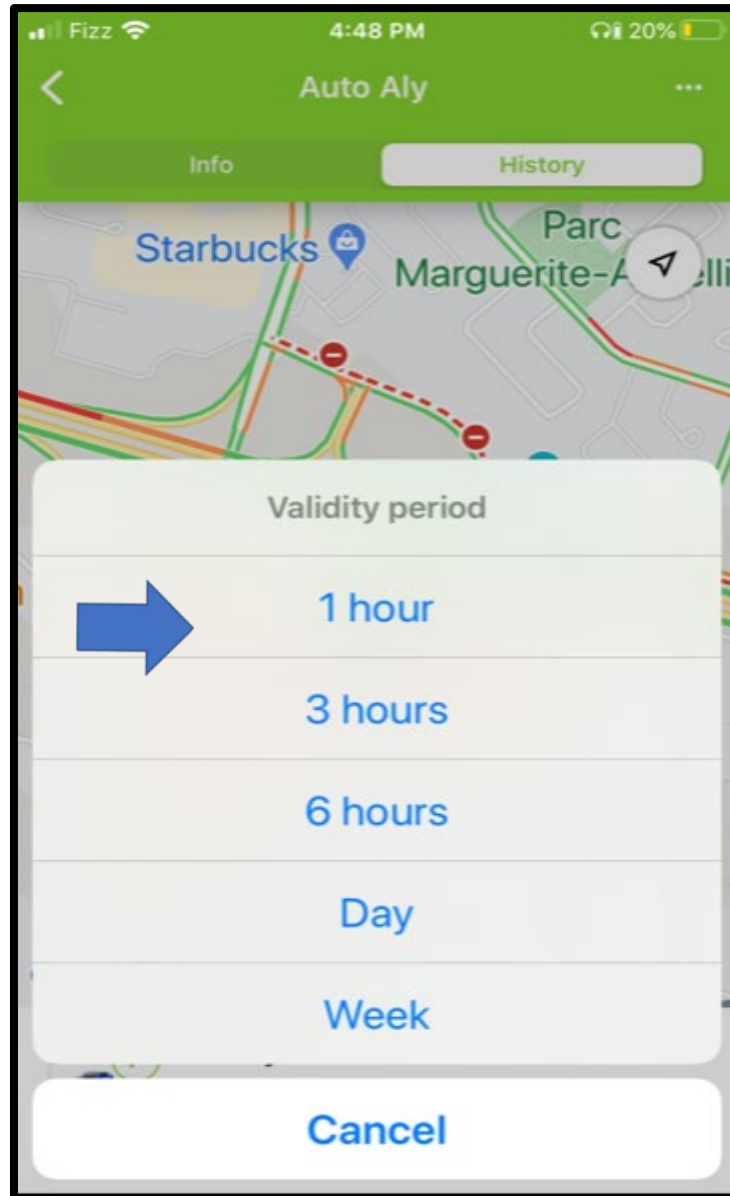 Fizz 4:48 PM 20%
Auto Aly
Info History
Starbucks
Parc
Validity period
1 hour
3 hours
6 hours
Day
Week
Cancel